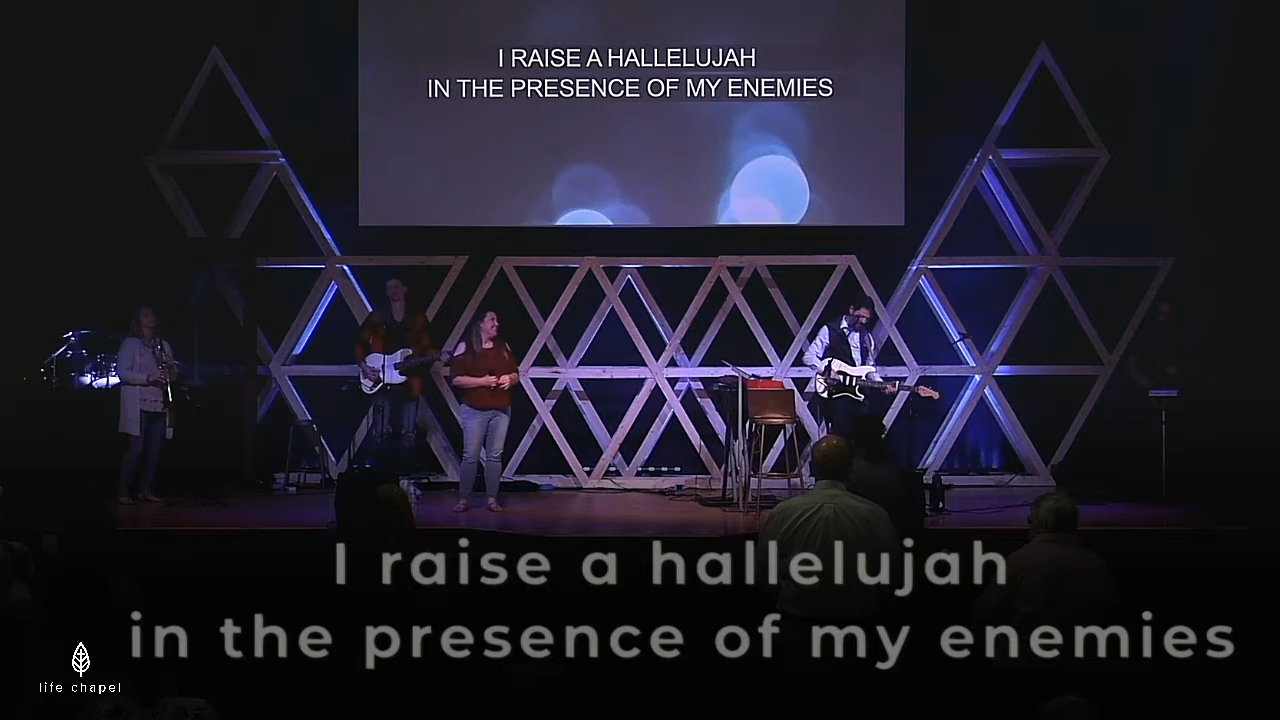 I RAISE A HALLELUJAH
IN THE PRESENCE OF MY ENEMIES
I raise a hallelujah
in the presence of my enemies
life chapel